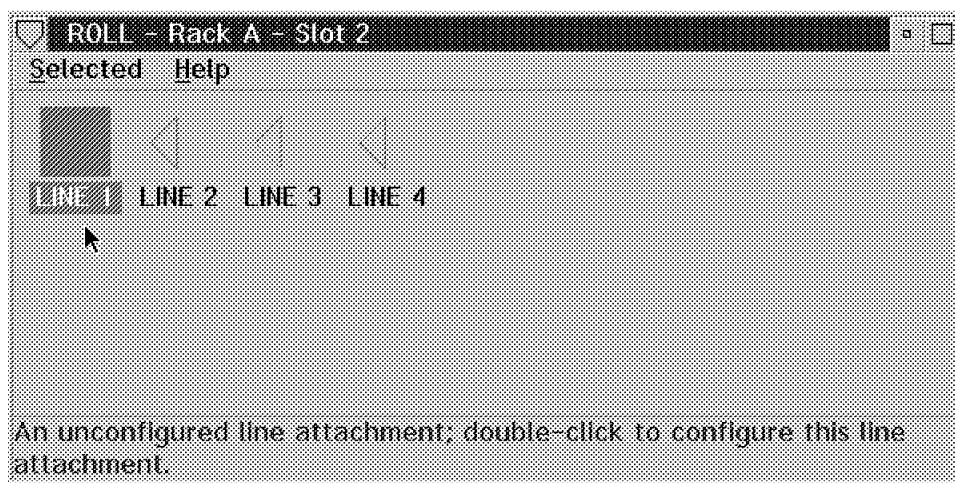 ROLL - Rack A - Slot 2
Selected Help
LINE 1 LINE 2 LINE 3 LINE 4
An unconfigured line attachment; double-click to configure this line
attachment.